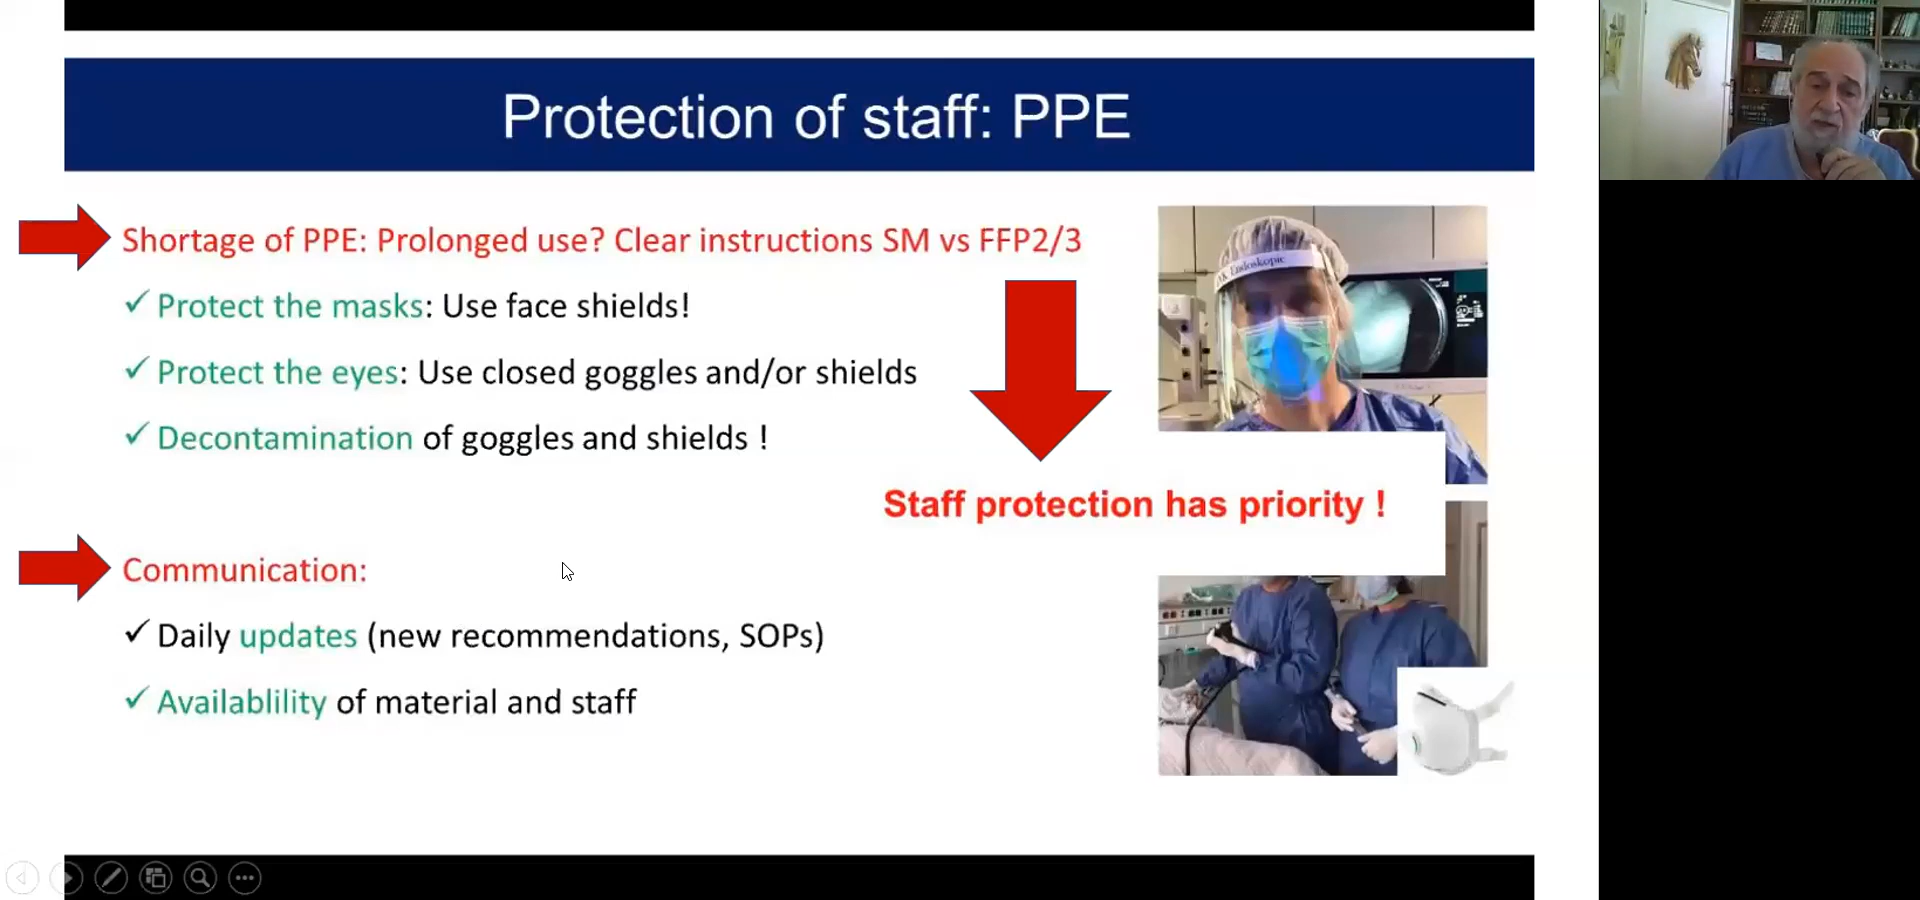 Protection of staff: PPE
Shortage of PPE: Prolonged use? Clear instructions SM vs FFP2/3
✓ Protect the masks: Use face shields!
✓ Protect the eyes: Use closed goggles and/or shields
✓ Decontamination of goggles and shields !
Staff protection has priority !
Communication:
✓ Daily updates (new recommendations, SOPs)
✓ Availablility of material and staff
Endoskopie